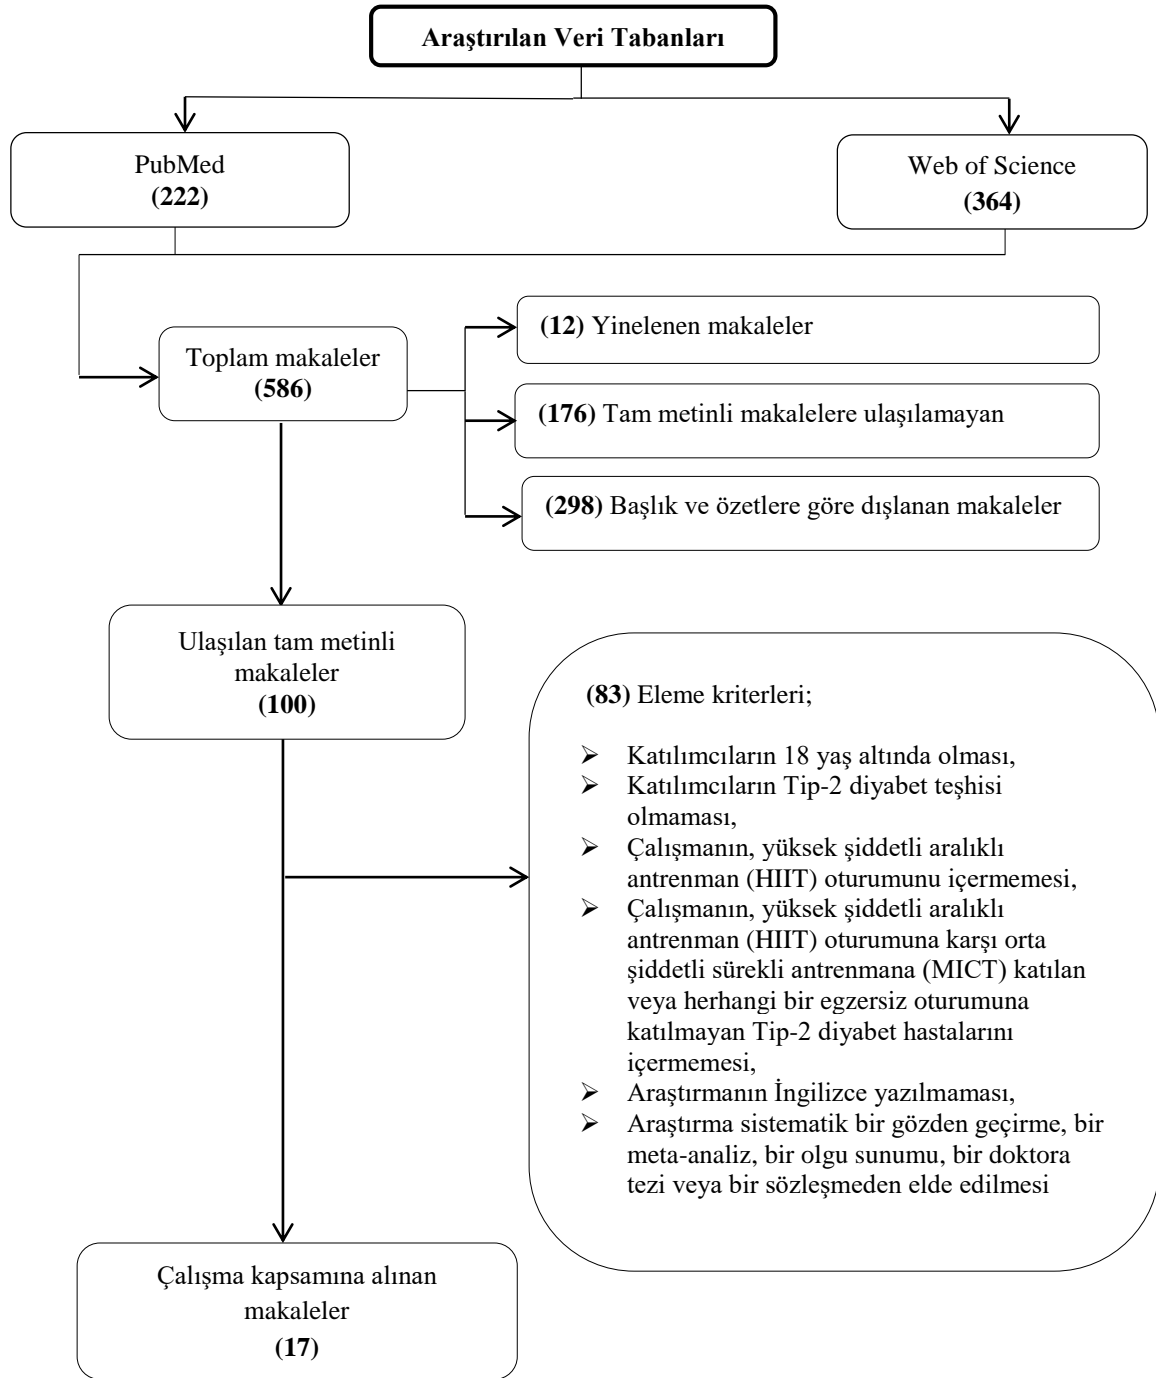 Araştırılan Veri Tabanları
PubMed
(222)
Web of Science
(364)
Toplam makaleler
(586)
(12) Yinelenen makaleler
(176) Tam metinli makalelere ulaşılamayan
(298) Başlık ve özetlere göre dışlanan makaleler
Ulaşılan tam metinli
makaleler
(100)
(83) Eleme kriterleri;
➢ Katılımcıların 18 yaş altında olması,
➢ Katılımcıların Tip-2 diyabet teşhisi
olmaması,
➢ Çalışmanın, yüksek şiddetli aralıklı
antrenman (HIIT) oturumunu içermemesi,
➢ Çalışmanın, yüksek şiddetli aralıklı
antrenman (HIIT) oturumuna karşı orta
şiddetli sürekli antrenmana (MICT) katılan
veya herhangi bir egzersiz oturumuna
katılmayan Tip-2 diyabet hastalarını
içermemesi,
➢ Araştırmanın İngilizce yazılmaması,
➢ Araştırma sistematik bir gözden geçirme, bir
meta-analiz, bir olgu sunumu, bir doktora
tezi veya bir sözleşmeden elde edilmesi
Çalışma kapsamına alınan
makaleler
(17)